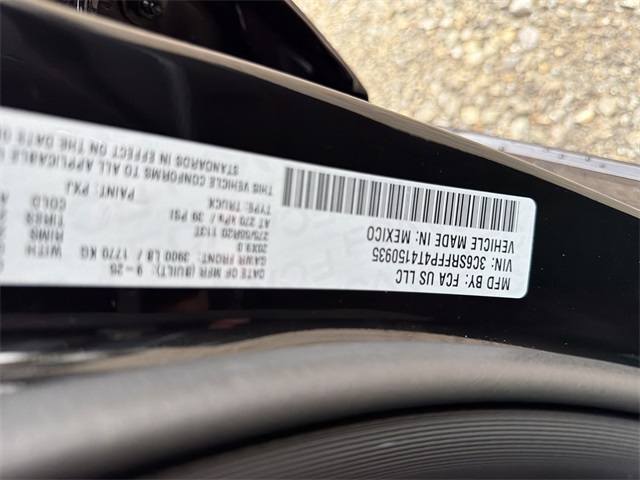 MFD BY: FCA US LLC
DATE OF MFR (BUILT): 9-25
GAWR FRONT: 3900 LB / 1770 KG WITH
20X9.0 RIMS
275/55R20 113T TIRES
AT 270 kPa / 39 PSI COLD
VIN: 3C63RFFP4T4150935
TYPE: TRUCK
VEHICLE MADE IN: MEXICO
PAINT: PXJ
THIS VEHICLE CONFORMS TO ALL APPLICABLE
STANDARDS IN EFFECT ON THE DATE